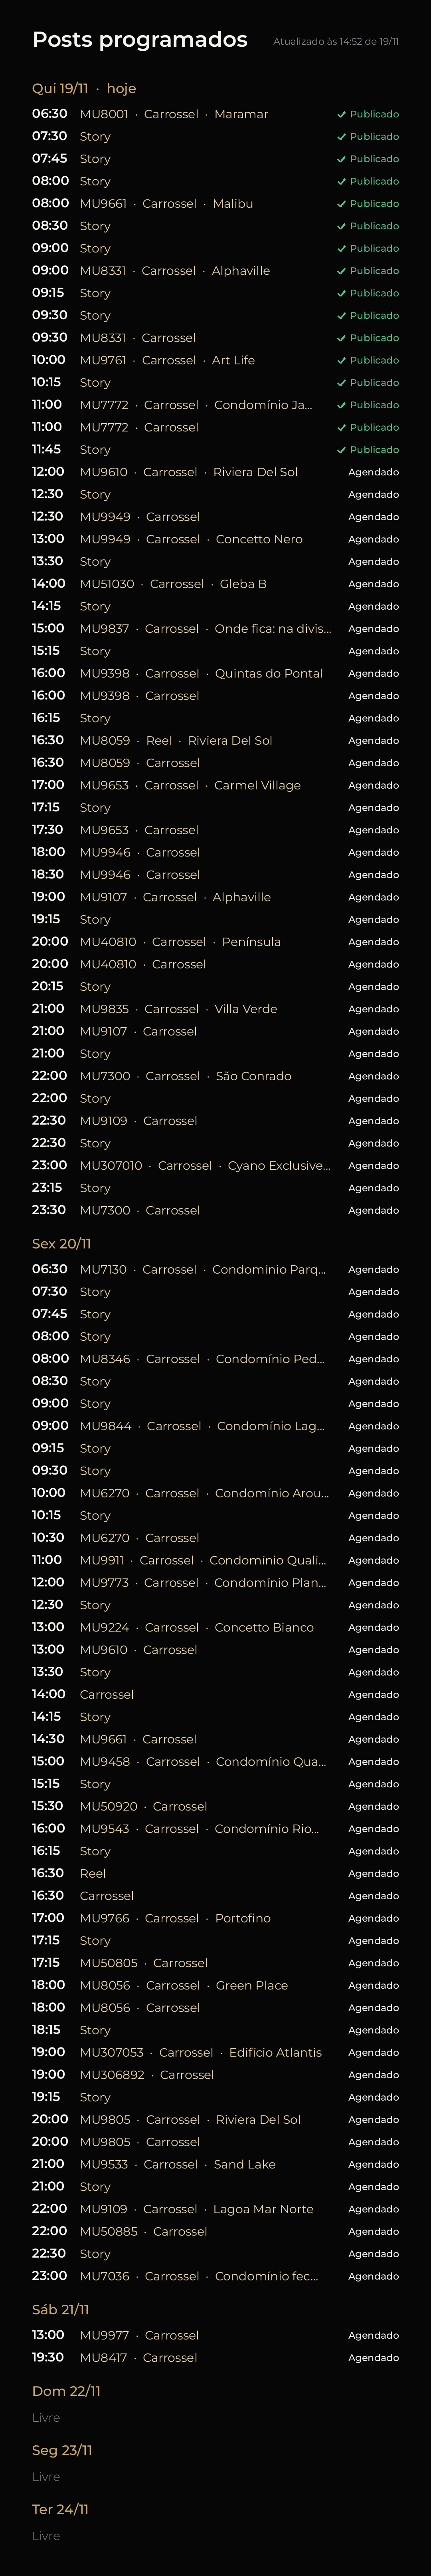 Posts programados Atualizado às 14:52 de 19/11
Qui 19/11 · hoje
06:30 MU8001 · Carrossel · Maramar ✓ Publicado
07:30 Story ✓ Publicado
07:45 Story ✓ Publicado
08:00 Story ✓ Publicado
08:00 MU9661 · Carrossel · Malibu ✓ Publicado
08:30 Story ✓ Publicado
09:00 Story ✓ Publicado
09:00 MU8331 · Carrossel · Alphaville ✓ Publicado
09:15 Story ✓ Publicado
09:30 Story ✓ Publicado
09:30 MU8331 · Carrossel ✓ Publicado
10:00 MU9761 · Carrossel · Art Life ✓ Publicado
10:15 Story ✓ Publicado
11:00 MU7772 · Carrossel · Condomínio Ja... ✓ Publicado
11:00 MU7772 · Carrossel ✓ Publicado
11:45 Story ✓ Publicado
12:00 MU9610 · Carrossel · Riviera Del Sol Agendado
12:30 Story Agendado
12:30 MU9949 · Carrossel Agendado
13:00 MU9949 · Carrossel · Concetto Nero Agendado
13:30 Story Agendado
14:00 MU51030 · Carrossel · Gleba B Agendado
14:15 Story Agendado
15:00 MU9837 · Carrossel · Onde fica: na divis... Agendado
15:15 Story Agendado
16:00 MU9398 · Carrossel · Quintas do Pontal Agendado
16:00 MU9398 · Carrossel Agendado
16:15 Story Agendado
16:30 MU8059 · Reel · Riviera Del Sol Agendado
16:30 MU8059 · Carrossel Agendado
17:00 MU9653 · Carrossel · Carmel Village Agendado
17:15 Story Agendado
17:30 MU9653 · Carrossel Agendado
18:00 MU9946 · Carrossel Agendado
18:30 MU9946 · Carrossel Agendado
19:00 MU9107 · Carrossel · Alphaville Agendado
19:15 Story Agendado
20:00 MU40810 · Carrossel · Península Agendado
20:00 MU40810 · Carrossel Agendado
20:15 Story Agendado
21:00 MU9835 · Carrossel · Villa Verde Agendado
21:00 MU9107 · Carrossel Agendado
21:00 Story Agendado
22:00 MU7300 · Carrossel · São Conrado Agendado
22:00 Story Agendado
22:30 MU9109 · Carrossel Agendado
22:30 Story Agendado
23:00 MU307010 · Carrossel · Cyano Exclusive... Agendado
23:15 Story Agendado
23:30 MU7300 · Carrossel Agendado
Sex 20/11
06:30 MU7130 · Carrossel · Condomínio Parq... Agendado
07:30 Story Agendado
07:45 Story Agendado
08:00 Story Agendado
08:00 MU8346 · Carrossel · Condomínio Ped... Agendado
08:30 Story Agendado
09:00 Story Agendado
09:00 MU9844 · Carrossel · Condomínio Lag... Agendado
09:15 Story Agendado
09:30 Story Agendado
10:00 MU6270 · Carrossel · Condomínio Arou... Agendado
10:15 Story Agendado
10:30 MU6270 · Carrossel Agendado
11:00 MU9911 · Carrossel · Condomínio Quali... Agendado
12:00 MU9773 · Carrossel · Condomínio Plan... Agendado
12:30 Story Agendado
13:00 MU9224 · Carrossel · Concetto Bianco Agendado
13:00 MU9610 · Carrossel Agendado
13:30 Story Agendado
14:00 Carrossel Agendado
14:15 Story Agendado
14:30 MU9661 · Carrossel Agendado
15:00 MU9458 · Carrossel · Condomínio Qua... Agendado
15:15 Story Agendado
15:30 MU50920 · Carrossel Agendado
16:00 MU9543 · Carrossel · Condomínio Rio... Agendado
16:15 Story Agendado
16:30 Reel Agendado
16:30 Carrossel Agendado
17:00 MU9766 · Carrossel · Portofino Agendado
17:15 Story Agendado
17:15 MU50805 · Carrossel Agendado
18:00 MU8056 · Carrossel · Green Place Agendado
18:00 MU8056 · Carrossel Agendado
18:15 Story Agendado
19:00 MU307053 · Carrossel · Edifício Atlantis Agendado
19:00 MU306892 · Carrossel Agendado
19:15 Story Agendado
20:00 MU9805 · Carrossel · Riviera Del Sol Agendado
20:00 MU9805 · Carrossel Agendado
21:00 MU9533 · Carrossel · Sand Lake Agendado
21:00 Story Agendado
22:00 MU9109 · Carrossel · Lagoa Mar Norte Agendado
22:00 MU50885 · Carrossel Agendado
22:30 Story Agendado
23:00 MU7036 · Carrossel · Condomínio fec... Agendado
Sáb 21/11
13:00 MU9977 · Carrossel Agendado
19:30 MU8417 · Carrossel Agendado
Dom 22/11
Livre
Seg 23/11
Livre
Ter 24/11
Livre